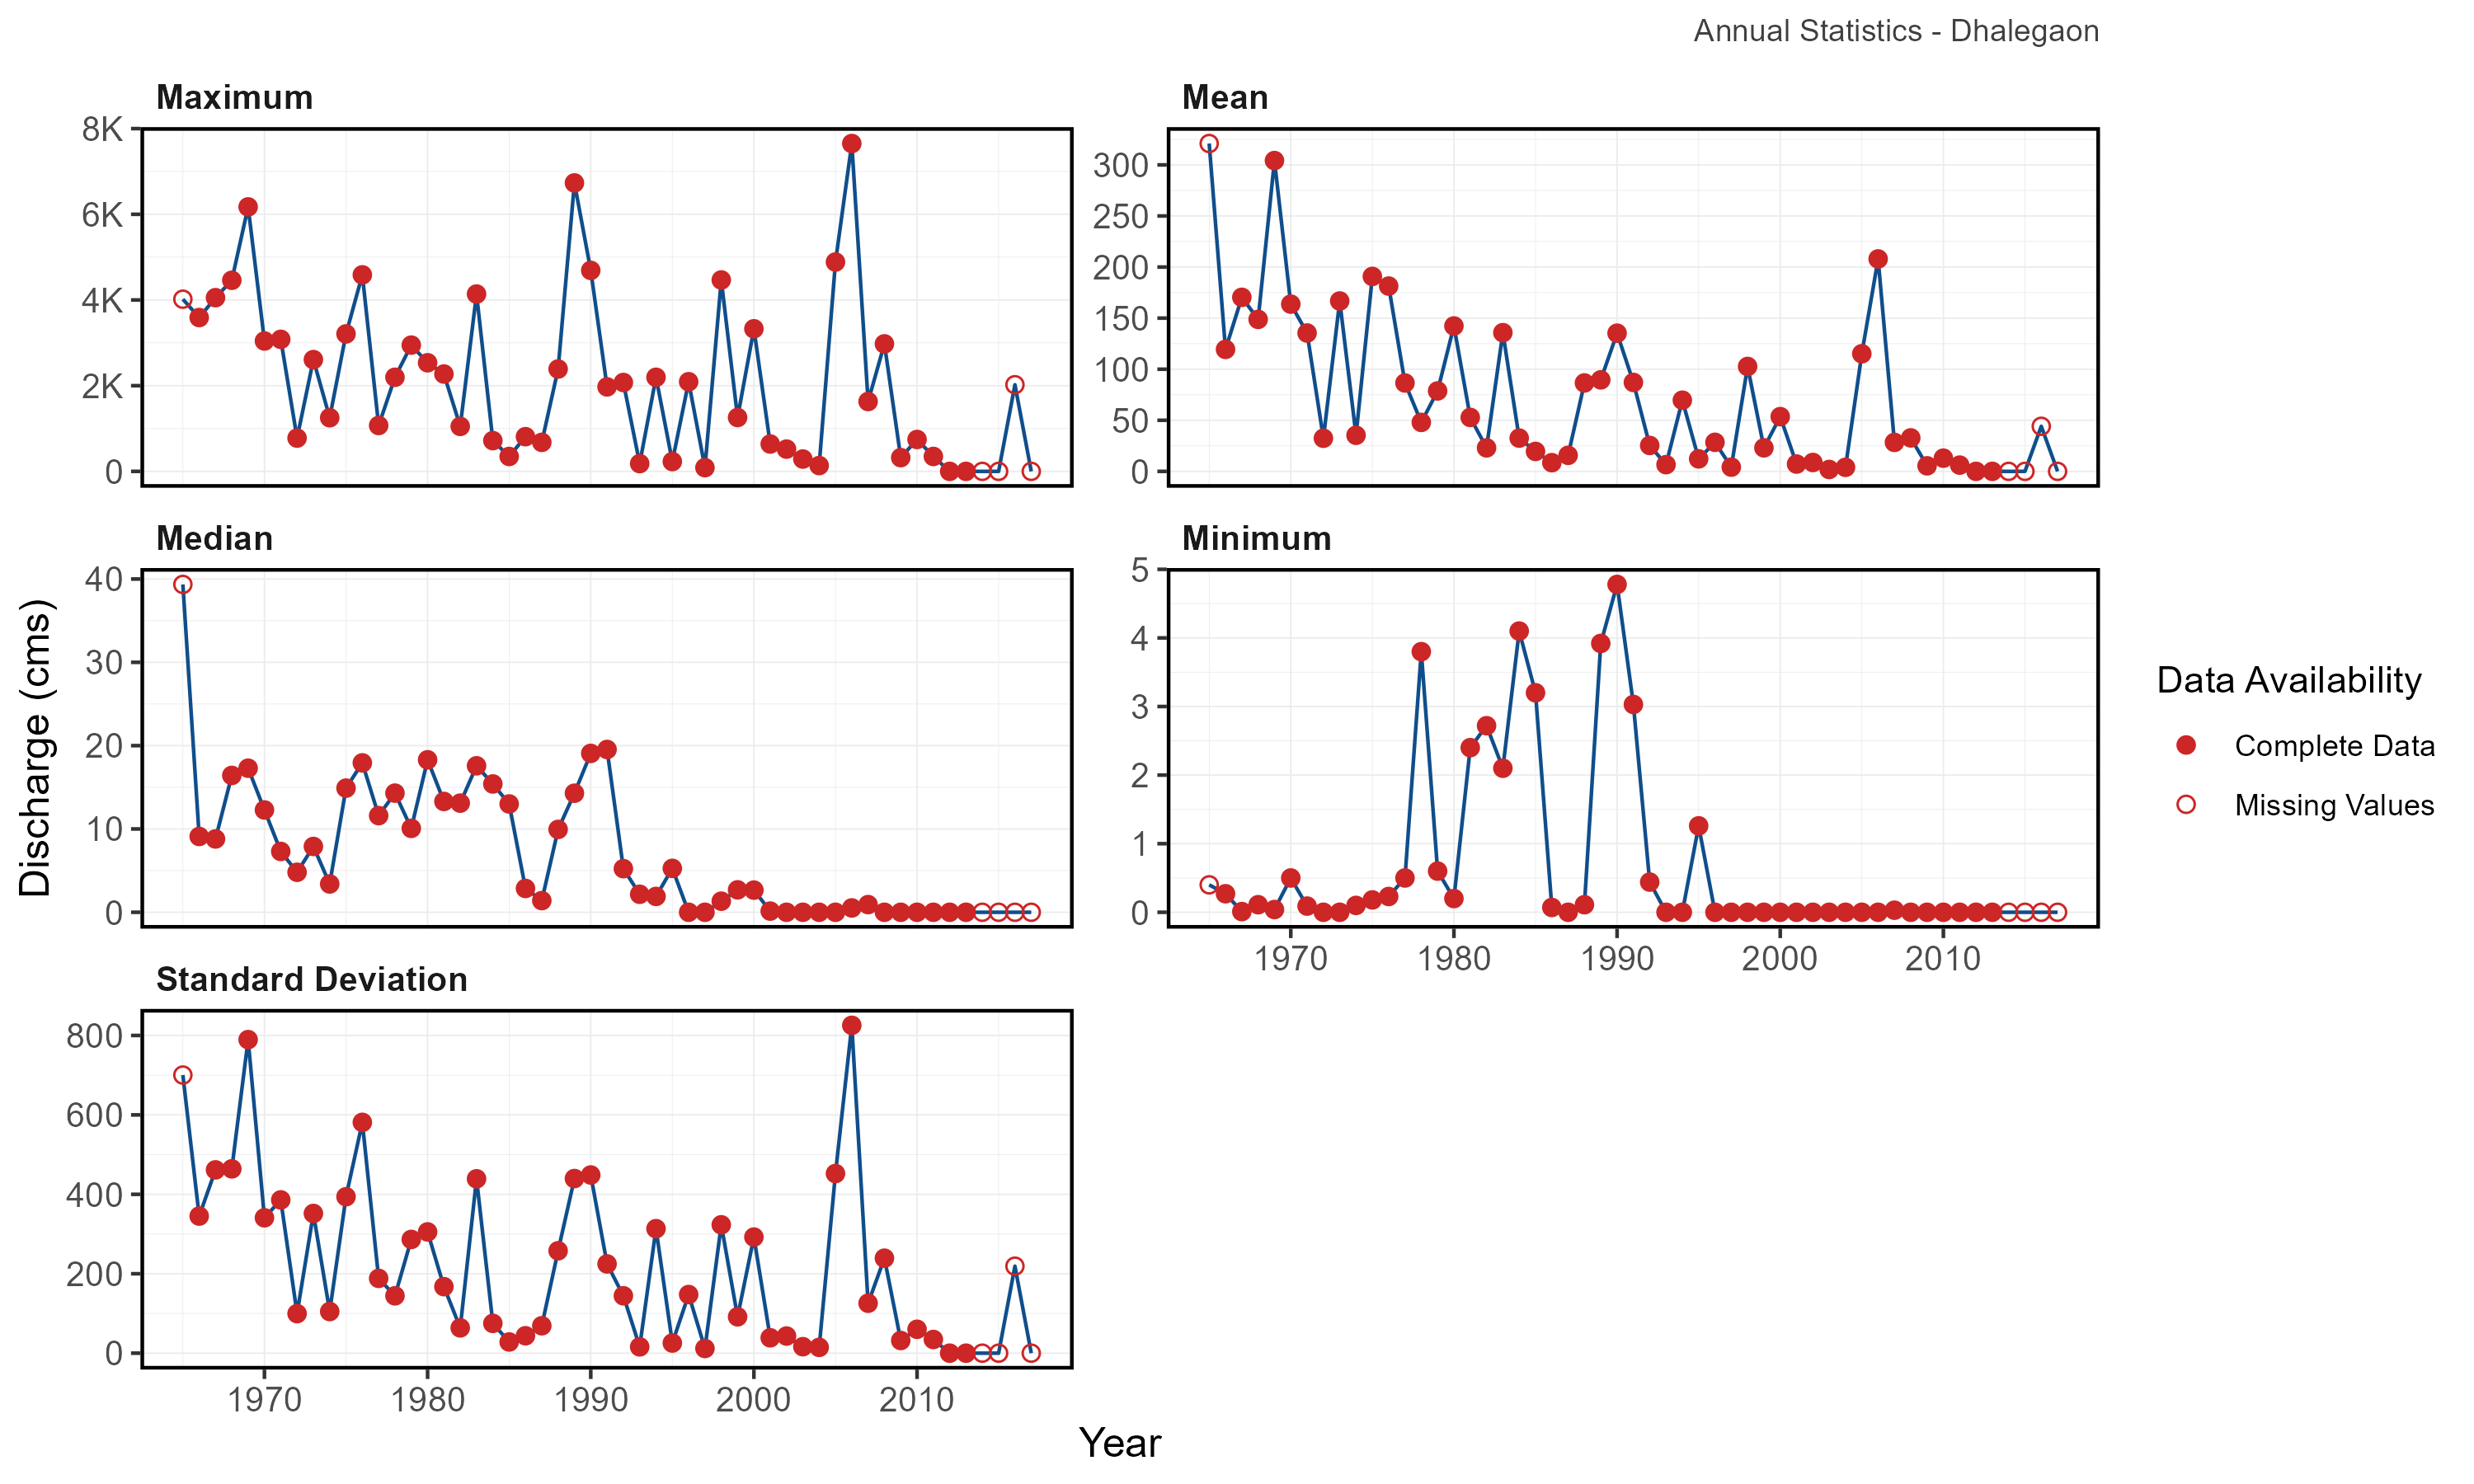 Annual Statistics - Dhalegaon
Maximum
8K
6K
4K
2K
0
Mean
300
250
200
150
100
50
0
Discharge (cms)
Median
40
30
20
10
0
Minimum
5
4
3
2
1
0
1970 1980 1990 2000 2010
Data Availability
Complete Data
Missing Values
Standard Deviation
800
600
400
200
0
1970 1980 1990 2000 2010
Year